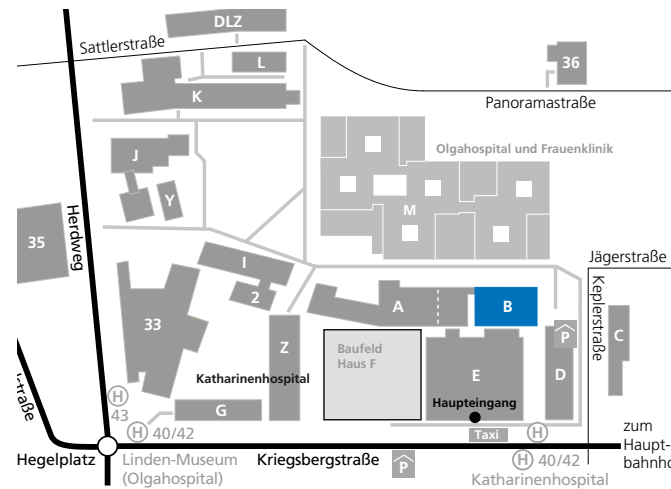 DLZ
Sattlerstraße
L
36
K
Panoramastraße
J
Olgahospital und Frauenklinik
Y
M
35
Herdweg
I
Jägerstraße
2
Keplerstraße
33
A
B
C
Z
P
Baufeld
Haus F
Katharinenhospital
E
D
G
Haupteingang
H
43
H 40/42
Taxi
H
zum
Haupt-
bahnho
Hegelplatz
Linden-Museum
(Olgahospital)
Kriegsbergstraße
P
H 40/42
Katharinenhospital